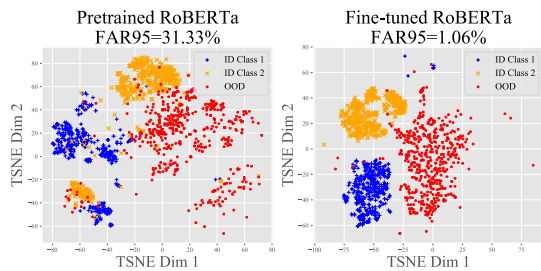 Pretrained RoBERTa
FAR95=31.33%
ID Class 1
ID Class 2
OOD
TSNE Dim 2
80
60
40
20
0
−20
−40
−60
−80
−60
−40
−20
0
20
40
60
80
TSNE Dim 1
Fine-tuned RoBERTa
FAR95=1.06%
ID Class 1
ID Class 2
OOD
TSNE Dim 2
80
60
40
20
0
−20
−40
−60
−100
−75
−50
−25
0
25
50
75
TSNE Dim 1